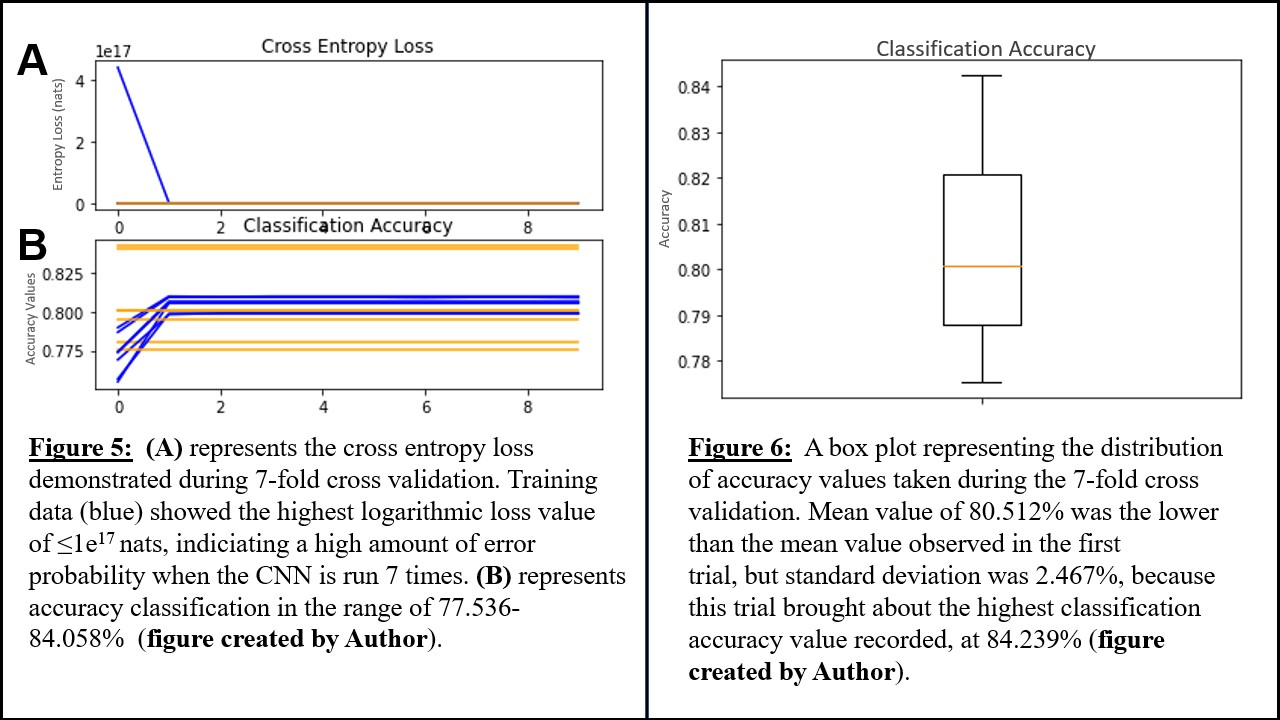 A
1e17
Cross Entropy Loss
Entropy Loss (nats)
4
2
0
0 2 4 6 8
B
Classification Accuracy
Accuracy Values
0.825
0.800
0.775
0 2 4 6 8
Figure 5: (A) represents the cross entropy loss
demonstrated during 7-fold cross validation. Training
data (blue) showed the highest logarithmic loss value
of ≤1e¹⁷ nats, indiciating a high amount of error
probability when the CNN is run 7 times. (B) represents
accuracy classification in the range of 77.536-
84.058% (figure created by Author).
Classification Accuracy
Accuracy
0.84
0.83
0.82
0.81
0.80
0.79
0.78
Figure 6: A box plot representing the distribution
of accuracy values taken during the 7-fold cross
validation. Mean value of 80.512% was the lower
than the mean value observed in the first
trial, but standard deviation was 2.467%, because
this trial brought about the highest classification
accuracy value recorded, at 84.239% (figure
created by Author).